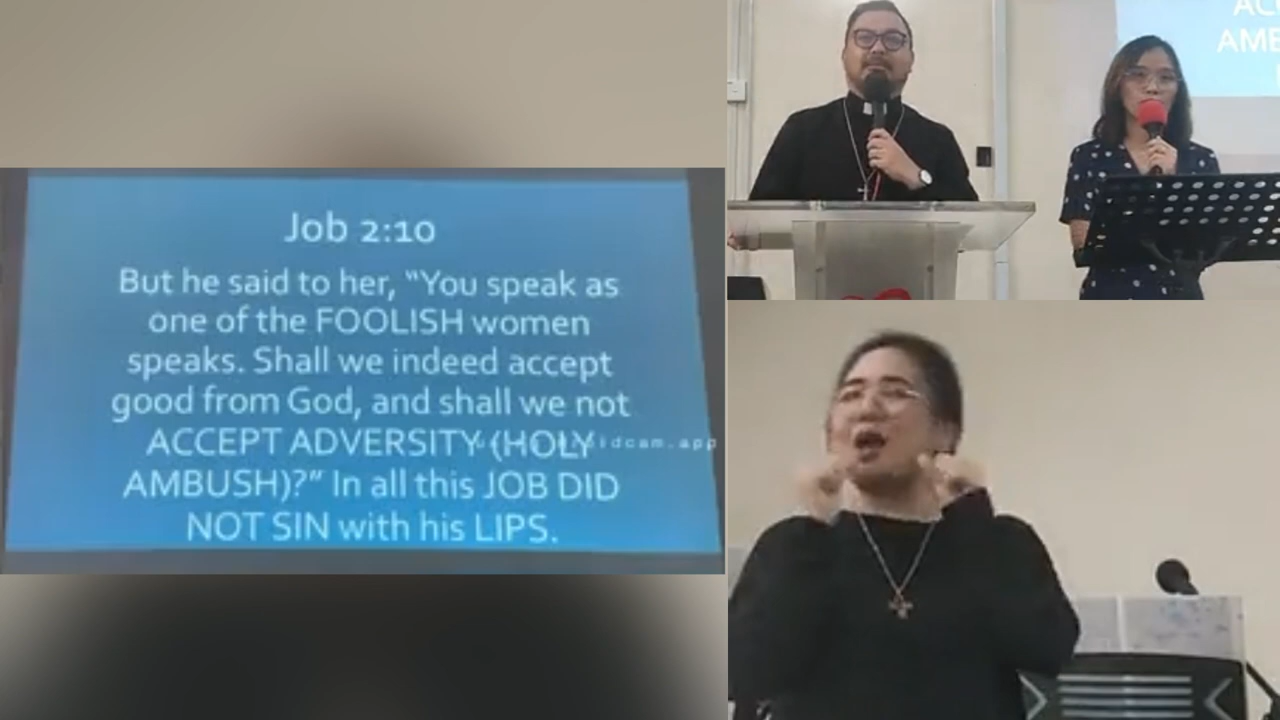 Job 2:10
But he said to her, “You speak as
one of the FOOLISH women
speaks. Shall we indeed accept
good from God, and shall we not
ACCEPT ADVERSITY (HOLY
AMBUSH)?” In all this JOB DID
NOT SIN with his LIPS.
AMB